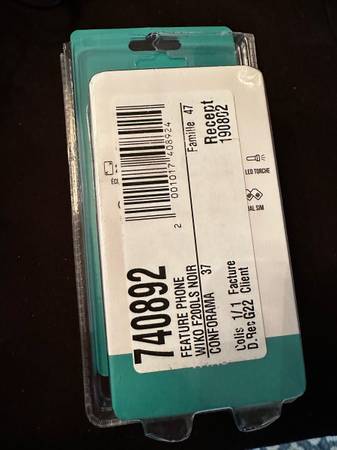 740892
FEATURE PHONE
WIKO F200LS NOIR
CONFORAMA 37
Colis 1/1 Facture
D.Rec G22 Client
2 001017 408924
Famille 47
Recept
190802
LED TORCHE
SIM